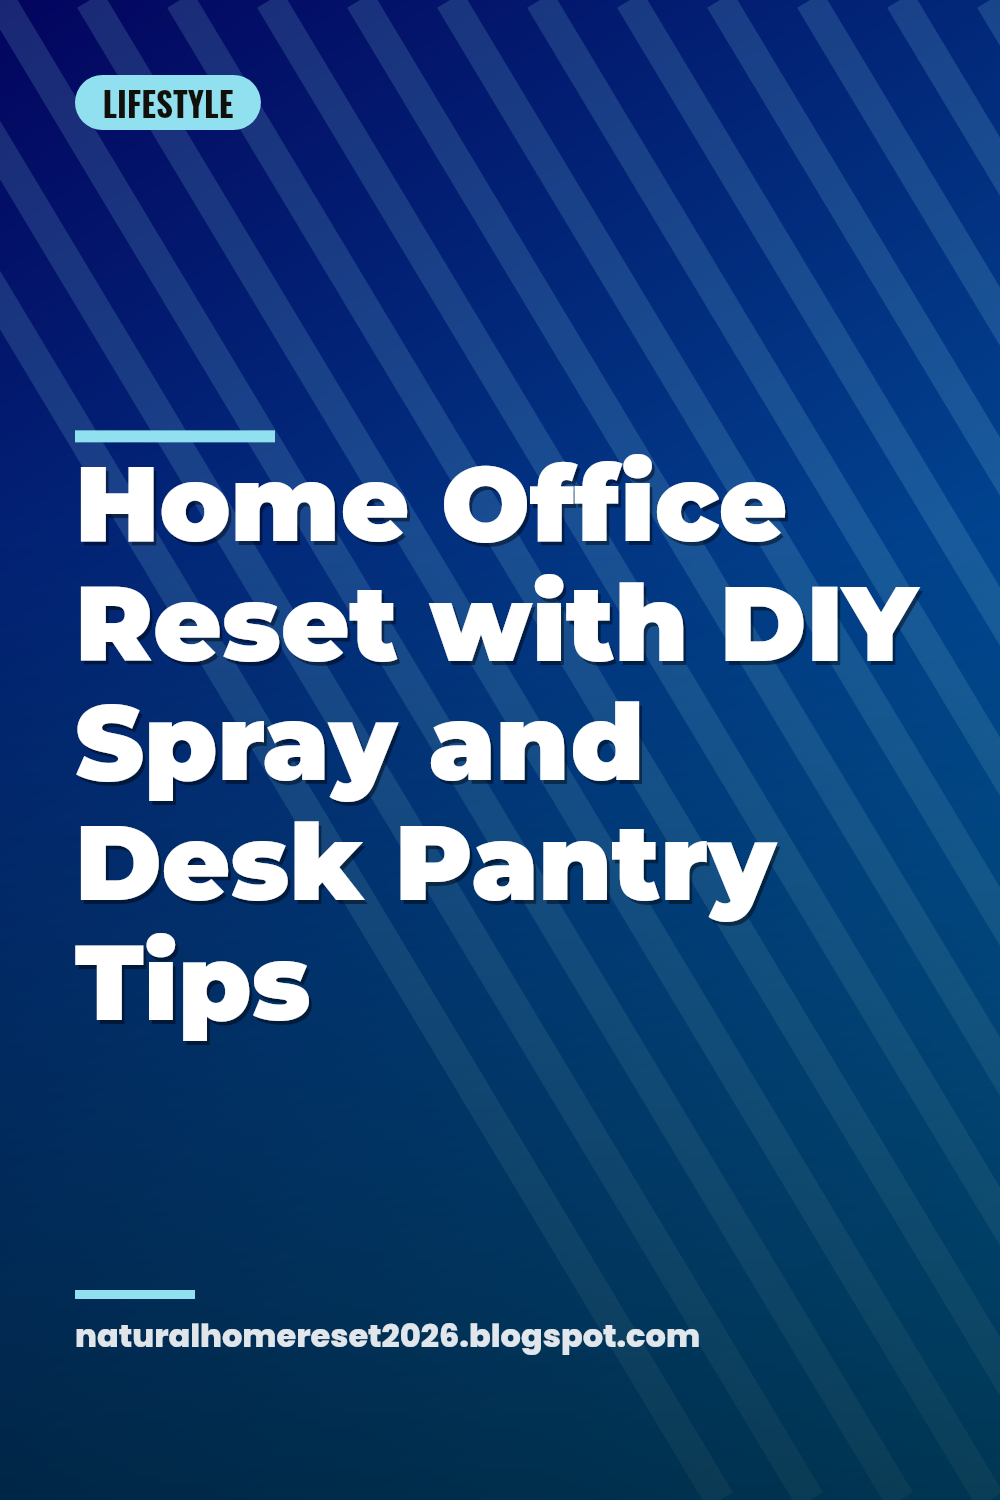 LIFESTYLE
Home Office
Reset with DIY
Spray and
Desk Pantry
Tips
naturalhomereset2026.blogspot.com